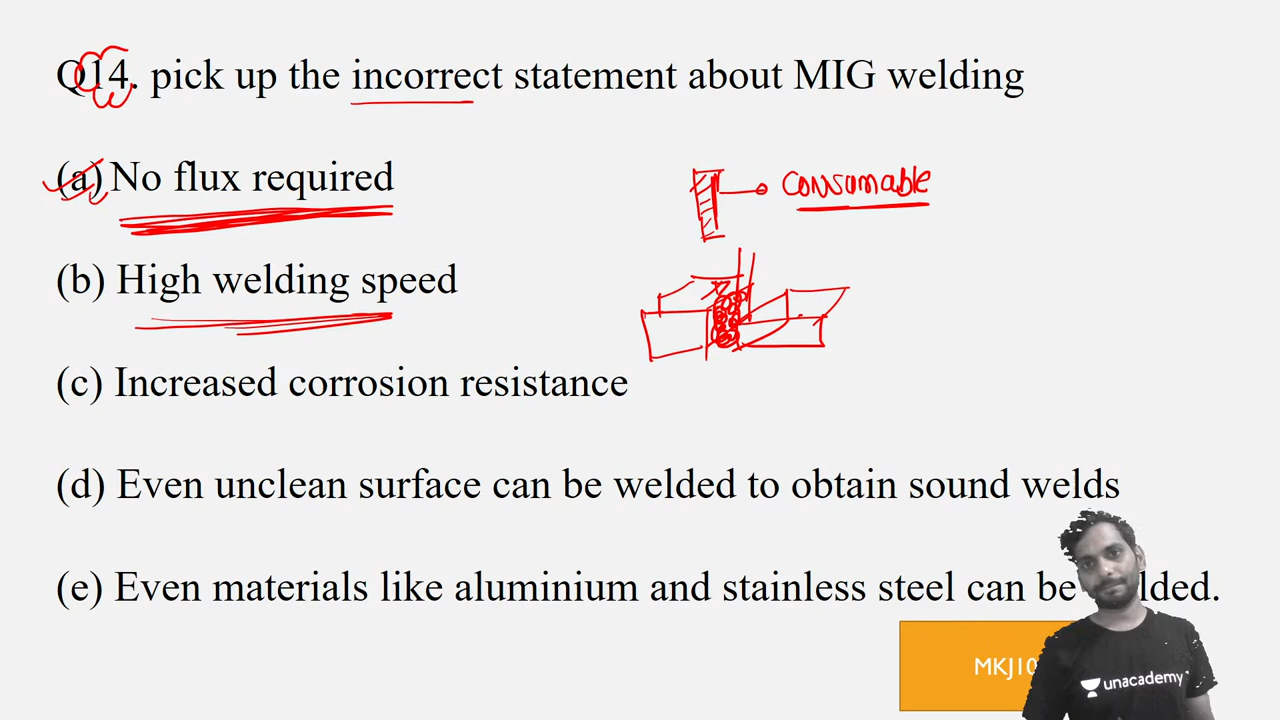 Q14. pick up the incorrect statement about MIG welding
(a) No flux required
consumable
(b) High welding speed
(c) Increased corrosion resistance
(d) Even unclean surface can be welded to obtain sound welds
(e) Even materials like aluminium and stainless steel can be lded.
MKJ10
unacademy